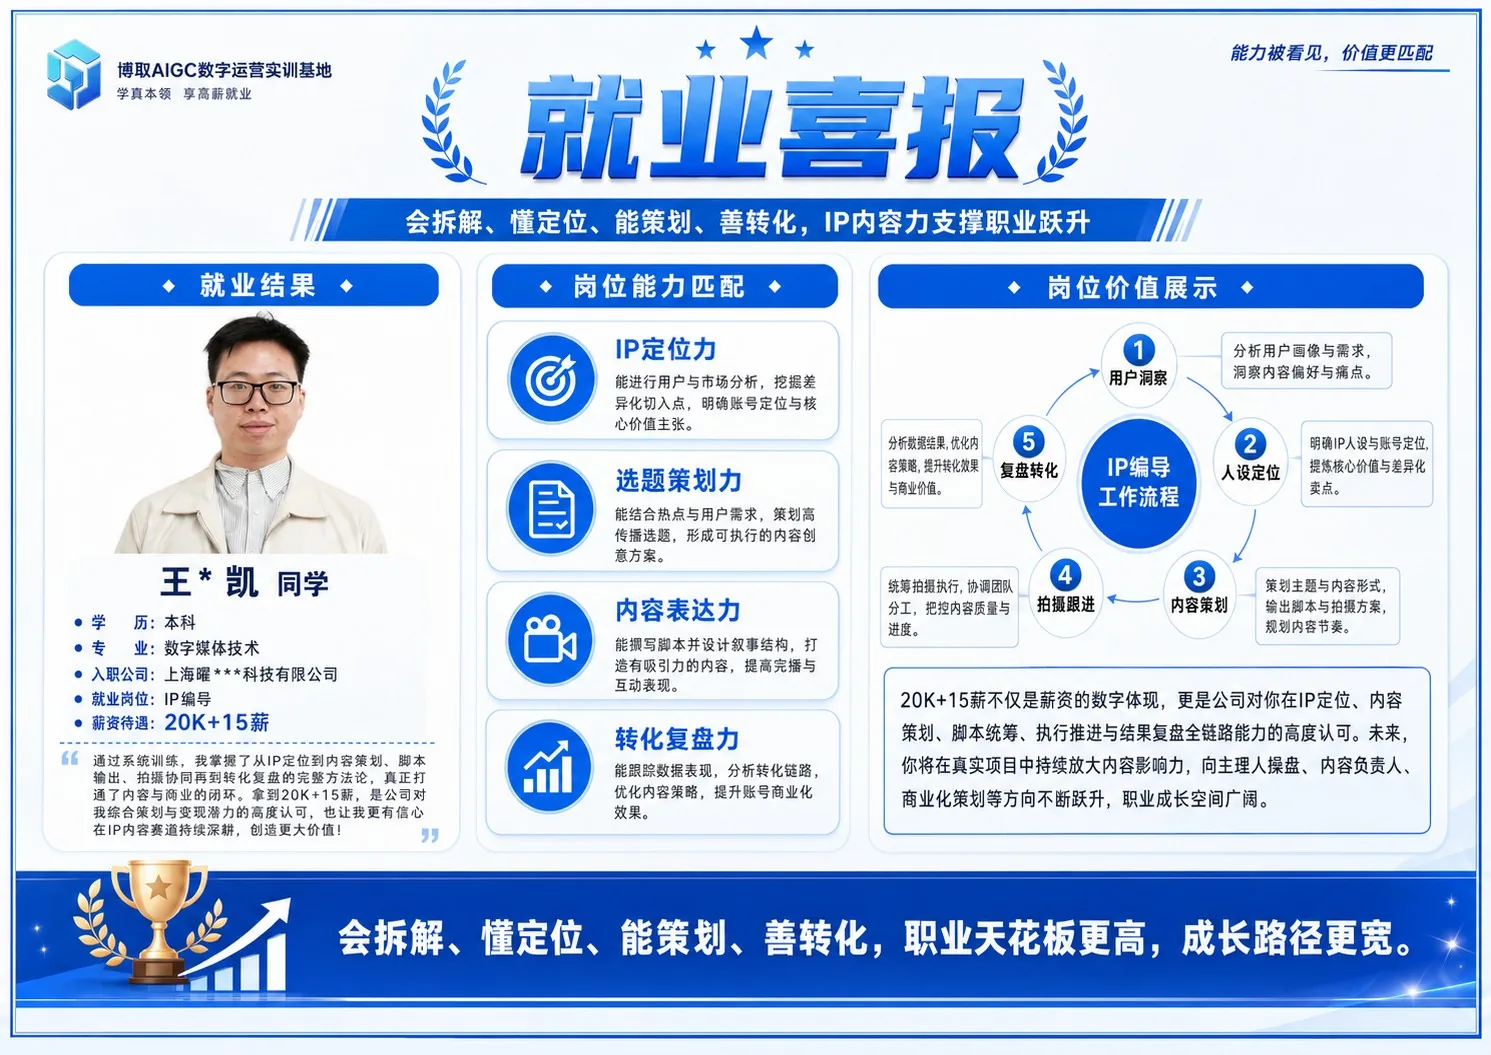 博取AIGC数字运营实训基地
学真本领 享高薪就业
能力被看见，价值更匹配
就业喜报
会拆解、懂定位、能策划、善转化，IP内容力支撑职业跃升
就业结果
王*凯 同学
学 历：本科
专 业：数字媒体技术
入职公司：上海曜***科技有限公司
就业岗位：IP编导
薪资待遇：20K+15薪
“
通过系统训练，我掌握了从IP定位到内容策划、脚本
输出、拍摄协同再到转化复盘的完整方法论，真正打
通了内容与商业的闭环。拿到20K+15薪，是公司对
我综合策划与变现潜力的高度认可，也让我更有信心
在IP内容赛道持续深耕，创造更大价值！
”
岗位能力匹配
IP定位力
能进行用户与市场分析，挖掘差
异化切入点，明确账号定位与核
心价值主张。
选题策划力
能结合热点与用户需求，策划高
传播选题，形成可执行的内容创
意方案。
内容表达力
能撰写脚本并设计叙事结构，打
造有吸引力的内容，提高完播与
互动表现。
转化复盘力
能跟踪数据表现，分析转化链路，
优化内容策略，提升账号商业化
效果。
岗位价值展示
IP编导
工作流程
1
用户洞察
分析用户画像与需求，
洞察内容偏好与痛点。
2
人设定位
明确IP人设与账号定位，
提炼核心价值与差异化
卖点。
3
内容策划
策划主题与内容形式，
输出脚本与拍摄方案，
规划内容节奏。
4
拍摄跟进
统筹拍摄执行，协调团队
分工，把控内容质量与
进度。
5
复盘转化
分析数据结果，优化内
容策略，提升转化效果
与商业价值。
20K+15薪不仅是薪资的数字体现，更是公司对你在IP定位、内容
策划、脚本统筹、执行推进与结果复盘全链路能力的高度认可。未来，
你将在真实项目中持续放大内容影响力，向主理人操盘、内容负责人、
商业化策划等方向不断跃升，职业成长空间广阔。
会拆解、懂定位、能策划、善转化，职业天花板更高，成长路径更宽。